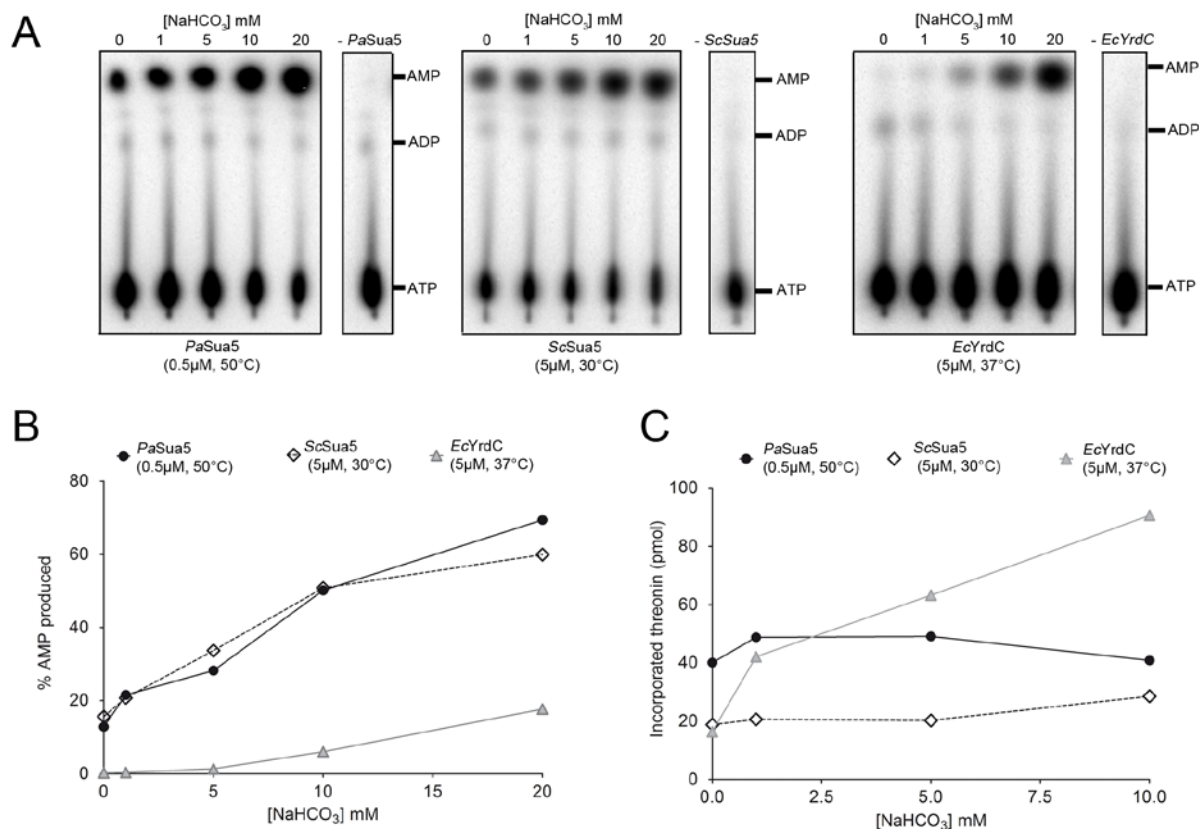 A
[NaHCO3] mM
0 1 5 10 20
- PaSua5
AMP
ADP
ATP
PaSua5
(0.5µM, 50°C)
[NaHCO3] mM
0 1 5 10 20
- ScSua5
AMP
ADP
ATP
ScSua5
(5µM, 30°C)
[NaHCO3] mM
0 1 5 10 20
- EcYrdC
AMP
ADP
ATP
EcYrdC
(5µM, 37°C)
B
PaSua5
(0.5µM, 50°C)
ScSua5
(5µM, 30°C)
EcYrdC
(5µM, 37°C)
% AMP produced
80
60
40
20
0
0 5 10 15 20
[NaHCO3] mM
C
PaSua5
(0.5µM, 50°C)
ScSua5
(5µM, 30°C)
EcYrdC
(5µM, 37°C)
Incorporated threonin (pmol)
100
80
60
40
20
0
0.0 2.5 5.0 7.5 10.0
[NaHCO3] mM